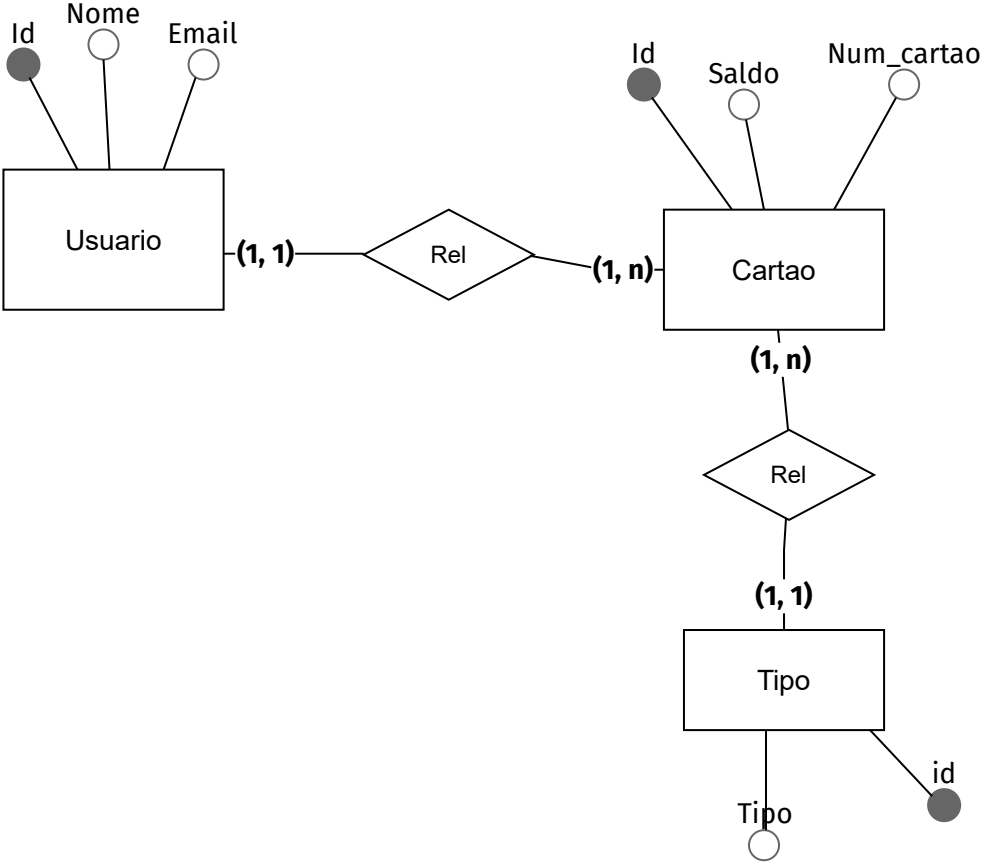 Id
Nome
Email
Usuario
(1, 1)
Rel
(1, n)
Id
Saldo
Num_cartao
Cartao
(1, n)
Rel
(1, 1)
Tipo
Tipo
id